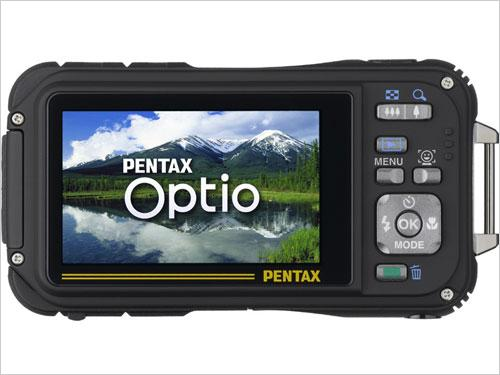 PENTAX
Optio
MENU
OK
MODE
PENTAX